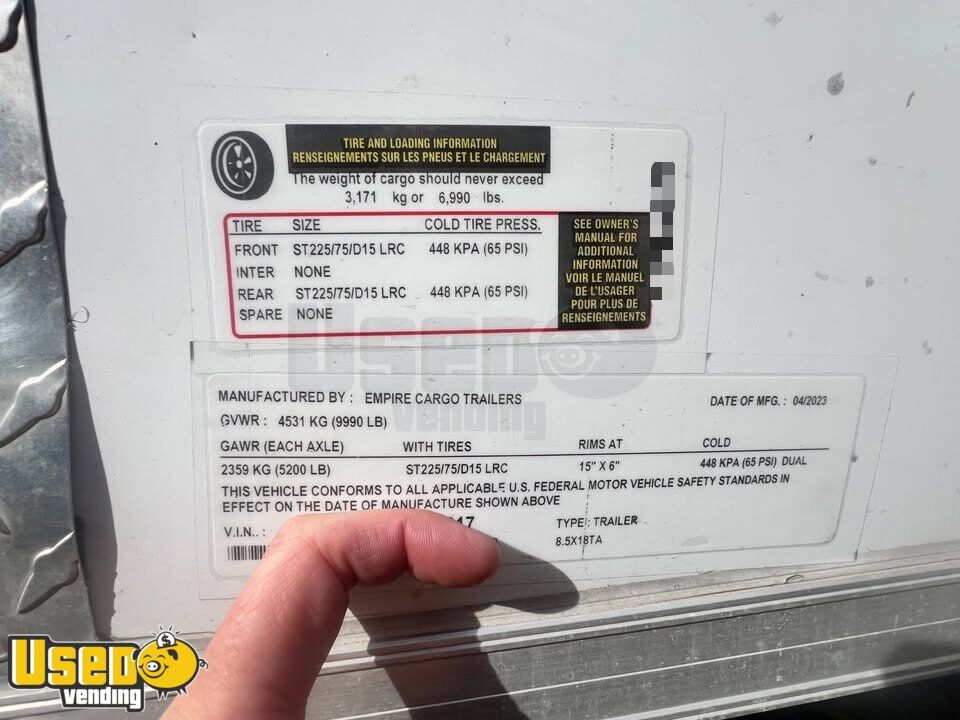 TIRE AND LOADING INFORMATION
RENSEIGNEMENTS SUR LES PNEUS ET LE CHARGEMENT
The weight of cargo should never exceed
3,171 kg or 6,990 lbs.
TIRE SIZE COLD TIRE PRESS.
FRONT ST225/75/D15 LRC 448 KPA (65 PSI)
INTER NONE
REAR ST225/75/D15 LRC 448 KPA (65 PSI)
SPARE NONE
SEE OWNER'S
MANUAL FOR
ADDITIONAL
INFORMATION
VOIR LE MANUEL
DE L'USAGER
POUR PLUS DE
RENSEIGNEMENTS
USED
vending
MANUFACTURED BY : EMPIRE CARGO TRAILERS DATE OF MFG. : 04/2023
GVWR : 4531 KG (9990 LB)
GAWR (EACH AXLE) WITH TIRES RIMS AT COLD
2359 KG (5200 LB) ST225/75/D15 LRC 15" X 6" 448 KPA (65 PSI) DUAL
THIS VEHICLE CONFORMS TO ALL APPLICABLE U.S. FEDERAL MOTOR VEHICLE SAFETY STANDARDS IN
EFFECT ON THE DATE OF MANUFACTURE SHOWN ABOVE
V.I.N.. : 17 TYPE : TRAILER
8.5X18TA
USED
vending